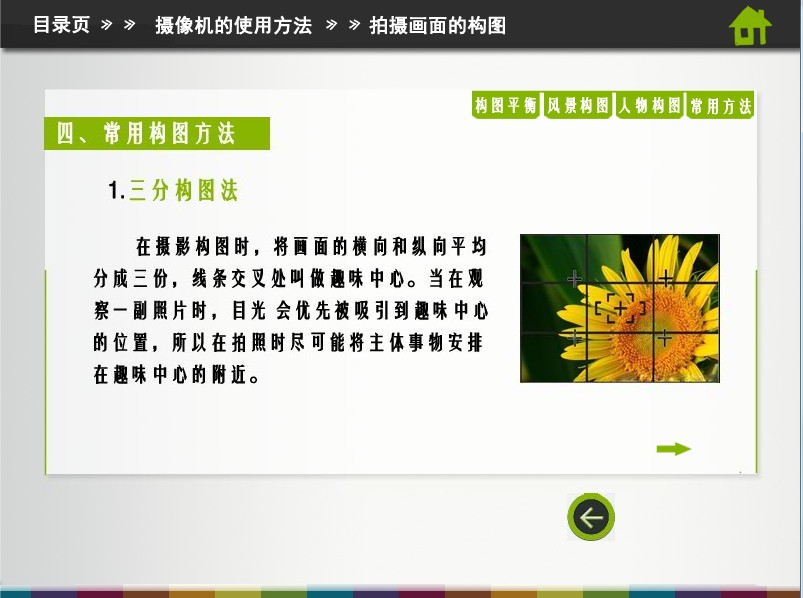 目录页 » » 摄像机的使用方法 » » 拍摄画面的构图
构图平衡 风景构图 人物构图 常用方法
四、常用构图方法
1.三分构图法
在摄影构图时，将画面的横向和纵向平均
分成三份，线条交叉处叫做趣味中心。当在观
察一副照片时，目光 会优先被吸引到趣味中心
的位置，所以在拍照时尽可能将主体事物安排
在趣味中心的附近。